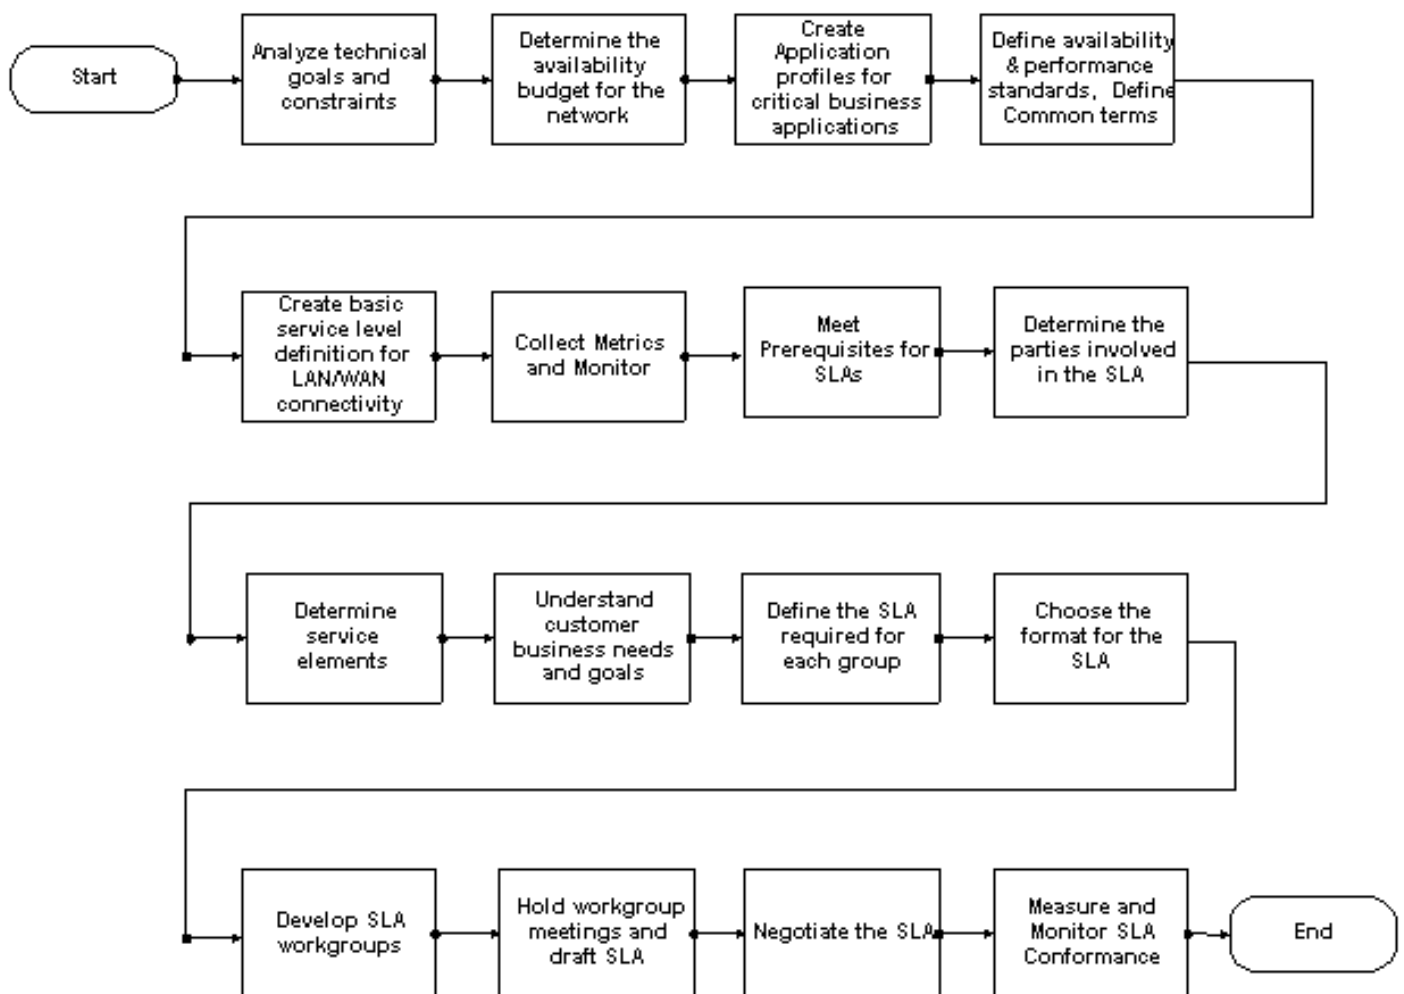 Start
Analyze technical
goals and
constraints
Determine the
availability
budget for the
network
Create
Application
profiles for
critical business
applications
Define availability
& performance
standards, Define
Common terms
Create basic
service level
definition for
LAN/WAN
connectivity
Collect Metrics
and Monitor
Meet
Prerequisites for
SLAs
Determine the
parties involved
in the SLA
Determine
service
elements
Understand
customer
business needs
and goals
Define the SLA
required for
each group
Choose the
format for the
SLA
Develop SLA
workgroups
Hold workgroup
meetings and
draft SLA
Negotiate the SLA
Measure and
Monitor SLA
Conformance
End